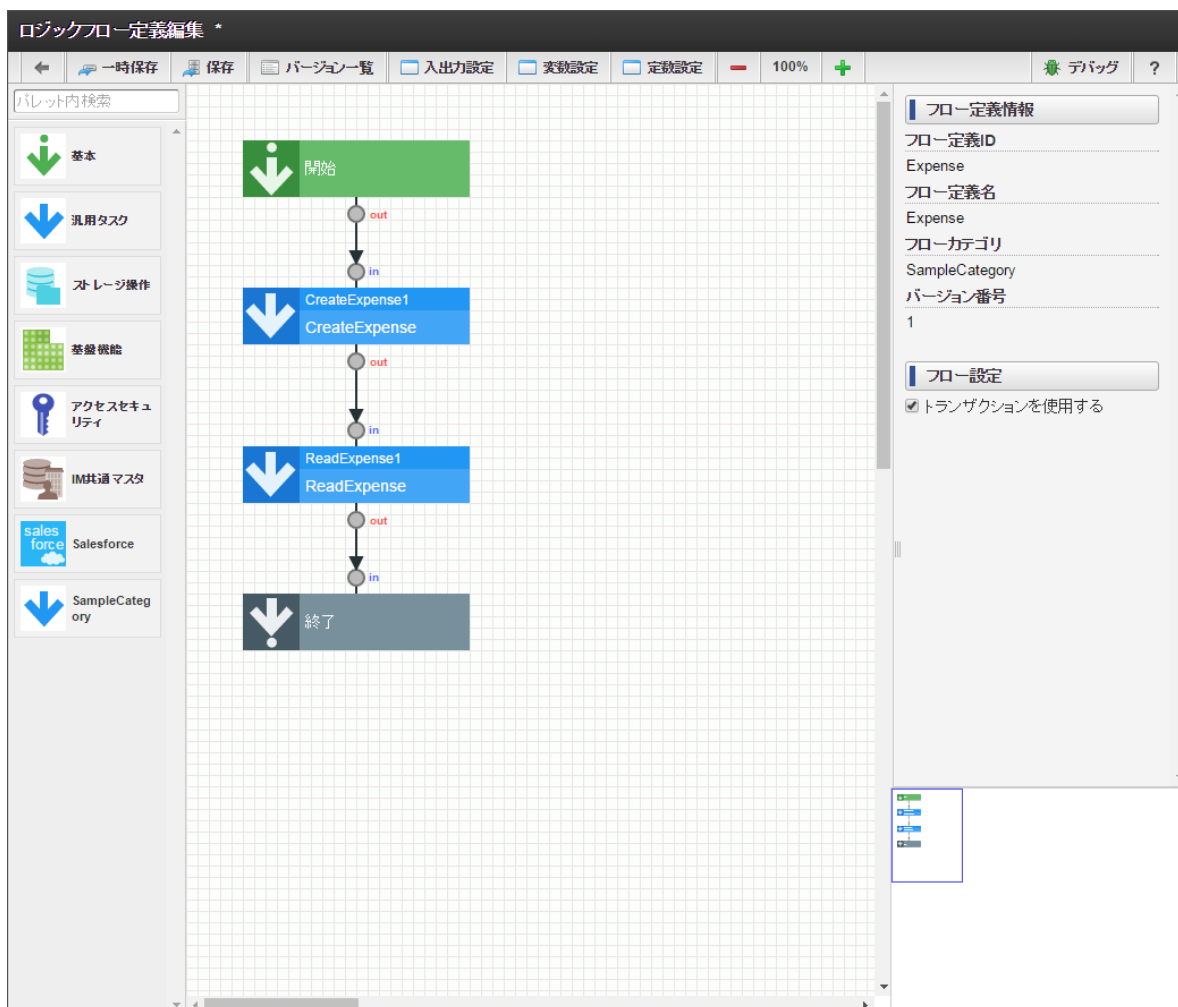 ロジックフロー定義編集 *
一時保存 保存 バージョン一覧 入出力設定 変数設定 定数設定 100% デバッグ ?
パレット内検索
基本
汎用タスク
ストレージ操作
基盤機能
アクセスセキュ
リティ
IM共通マスタ
sales
force
Salesforce
SampleCateg
ory
開始
out
in
CreateExpense1
CreateExpense
out
in
ReadExpense1
ReadExpense
out
in
終了
フロー定義情報
フロー定義ID
Expense
フロー定義名
Expense
フローカテゴリ
SampleCategory
バージョン番号
1
フロー設定
トランザクションを使用する